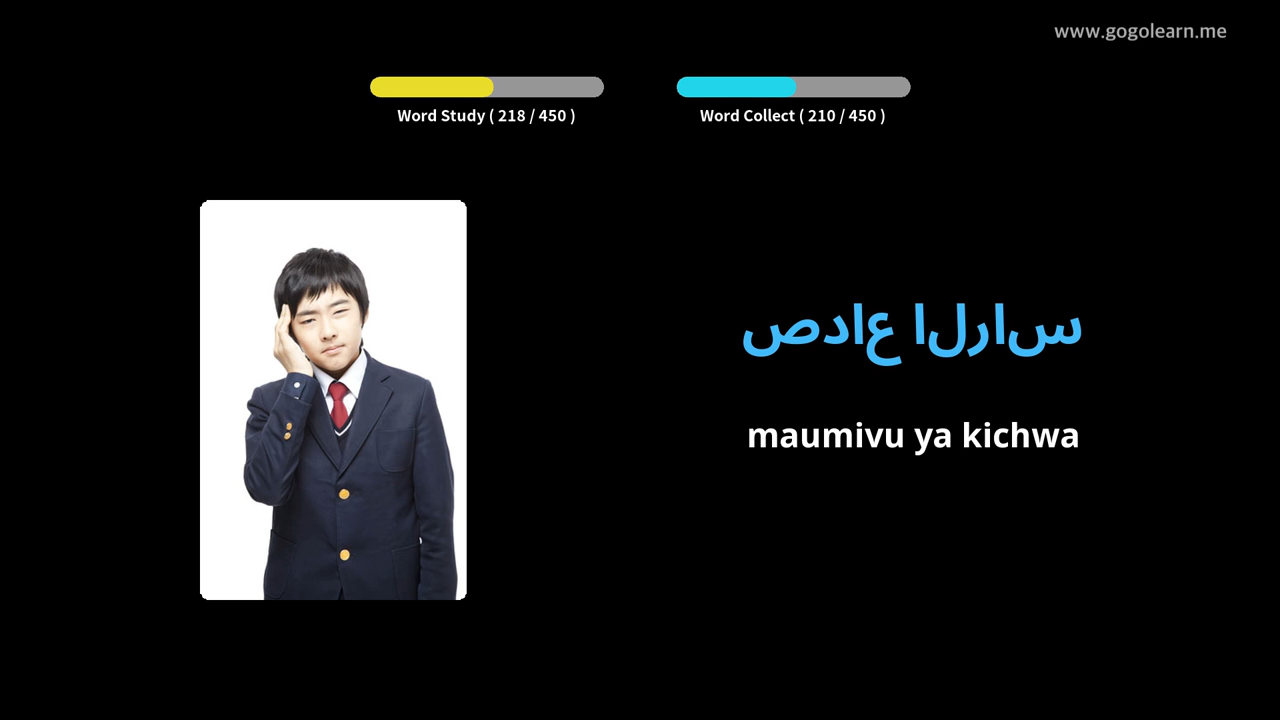 www.gogolearn.me
Word Study ( 218 / 450 )
Word Collect ( 210 / 450 )
صداع الراس
maumivu ya kichwa